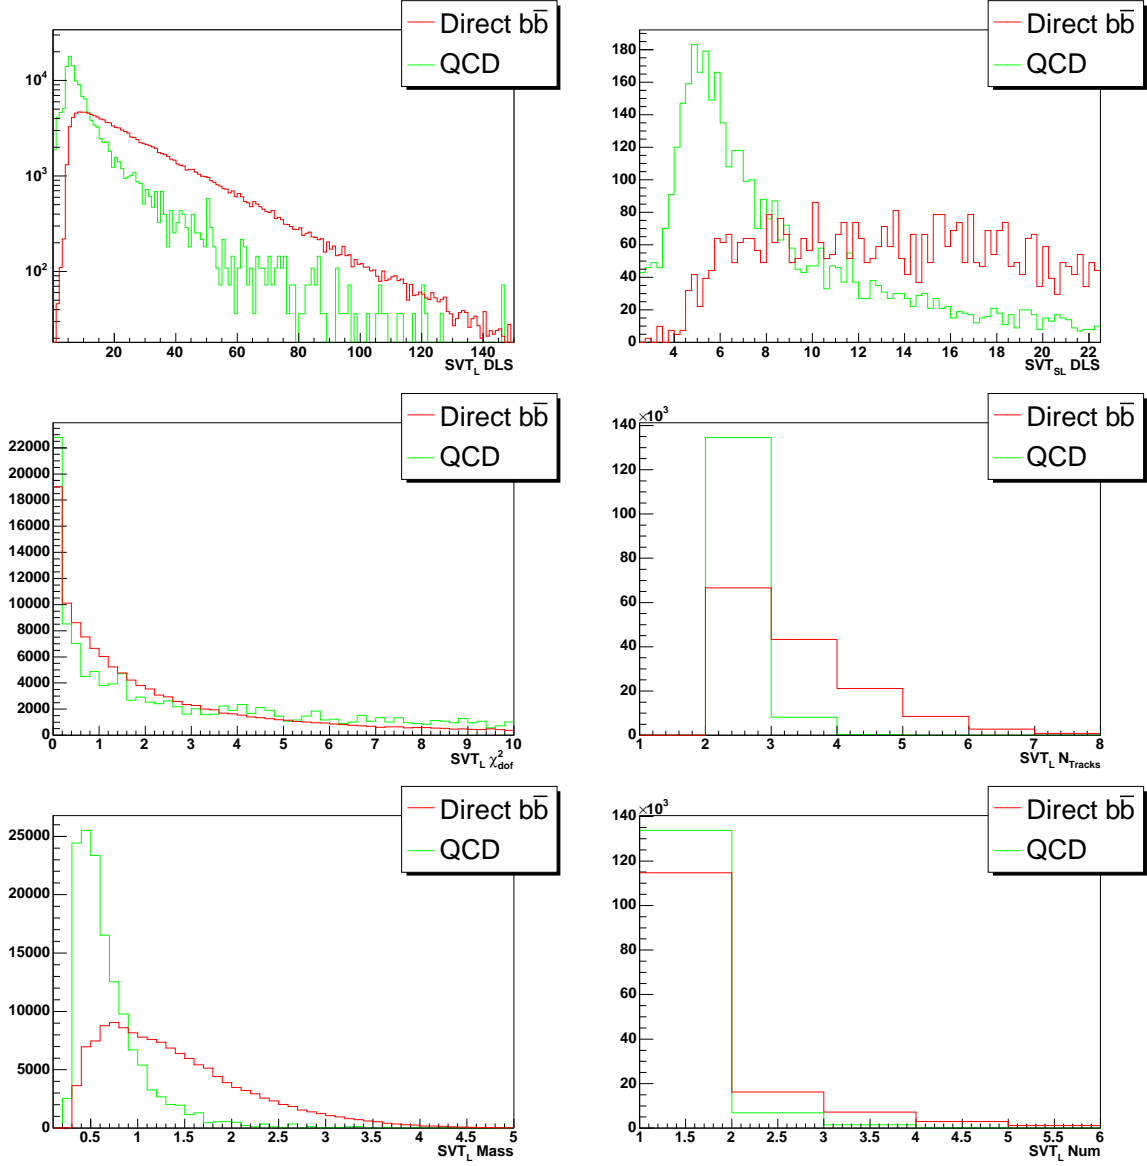 Direct bb̅
QCD
10⁴
10³
10²
20 40 60 80 100 120 140
SVT_L DLS
Direct bb̅
QCD
180
160
140
120
100
80
60
40
20
0
4 6 8 10 12 14 16 18 20 22
SVT_SL DLS
Direct bb̅
QCD
22000
20000
18000
16000
14000
12000
10000
8000
6000
4000
2000
0
0 1 2 3 4 5 6 7 8 9 10
SVT_L χ²_dof
Direct bb̅
QCD
×10³
140
120
100
80
60
40
20
0
1 2 3 4 5 6 7 8
SVT_L N_Tracks
Direct bb̅
QCD
25000
20000
15000
10000
5000
0
0.5 1 1.5 2 2.5 3 3.5 4 4.5 5
SVT_L Mass
Direct bb̅
QCD
×10³
140
120
100
80
60
40
20
0
1 1.5 2 2.5 3 3.5 4 4.5 5 5.5 6
SVT_L Num